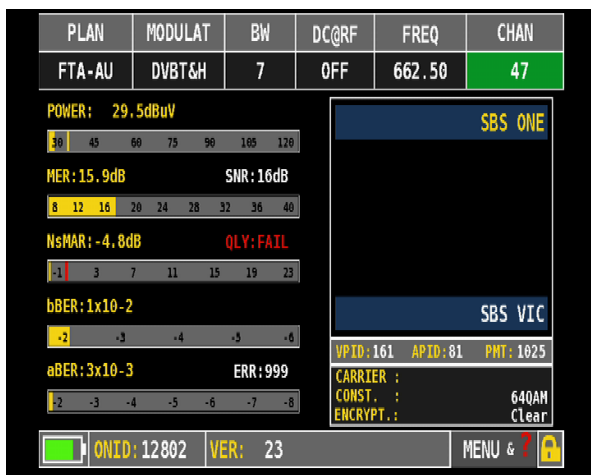 PLAN MODULAT BW DC@RF FREQ CHAN
FTA-AU DVBT&H 7 OFF 662.50 47
POWER: 29.5dBuV
30 45 60 75 90 105 120
MER:15.9dB SNR:16dB
8 12 16 20 24 28 32 36 40
NsMAR:-4.8dB QLY:FAIL
-1 3 7 11 15 19 23
bBER:1x10-2
-2 -3 -4 -5 -6
aBER:3x10-3 ERR:999
-2 -3 -4 -5 -6 -7 -8
SBS ONE
SBS VIC
VPID:161 APID:81 PMT:1025
CARRIER :
CONST. : 64QAM
ENCRYPT.: Clear
ONID:12802 VER: 23 MENU & ?